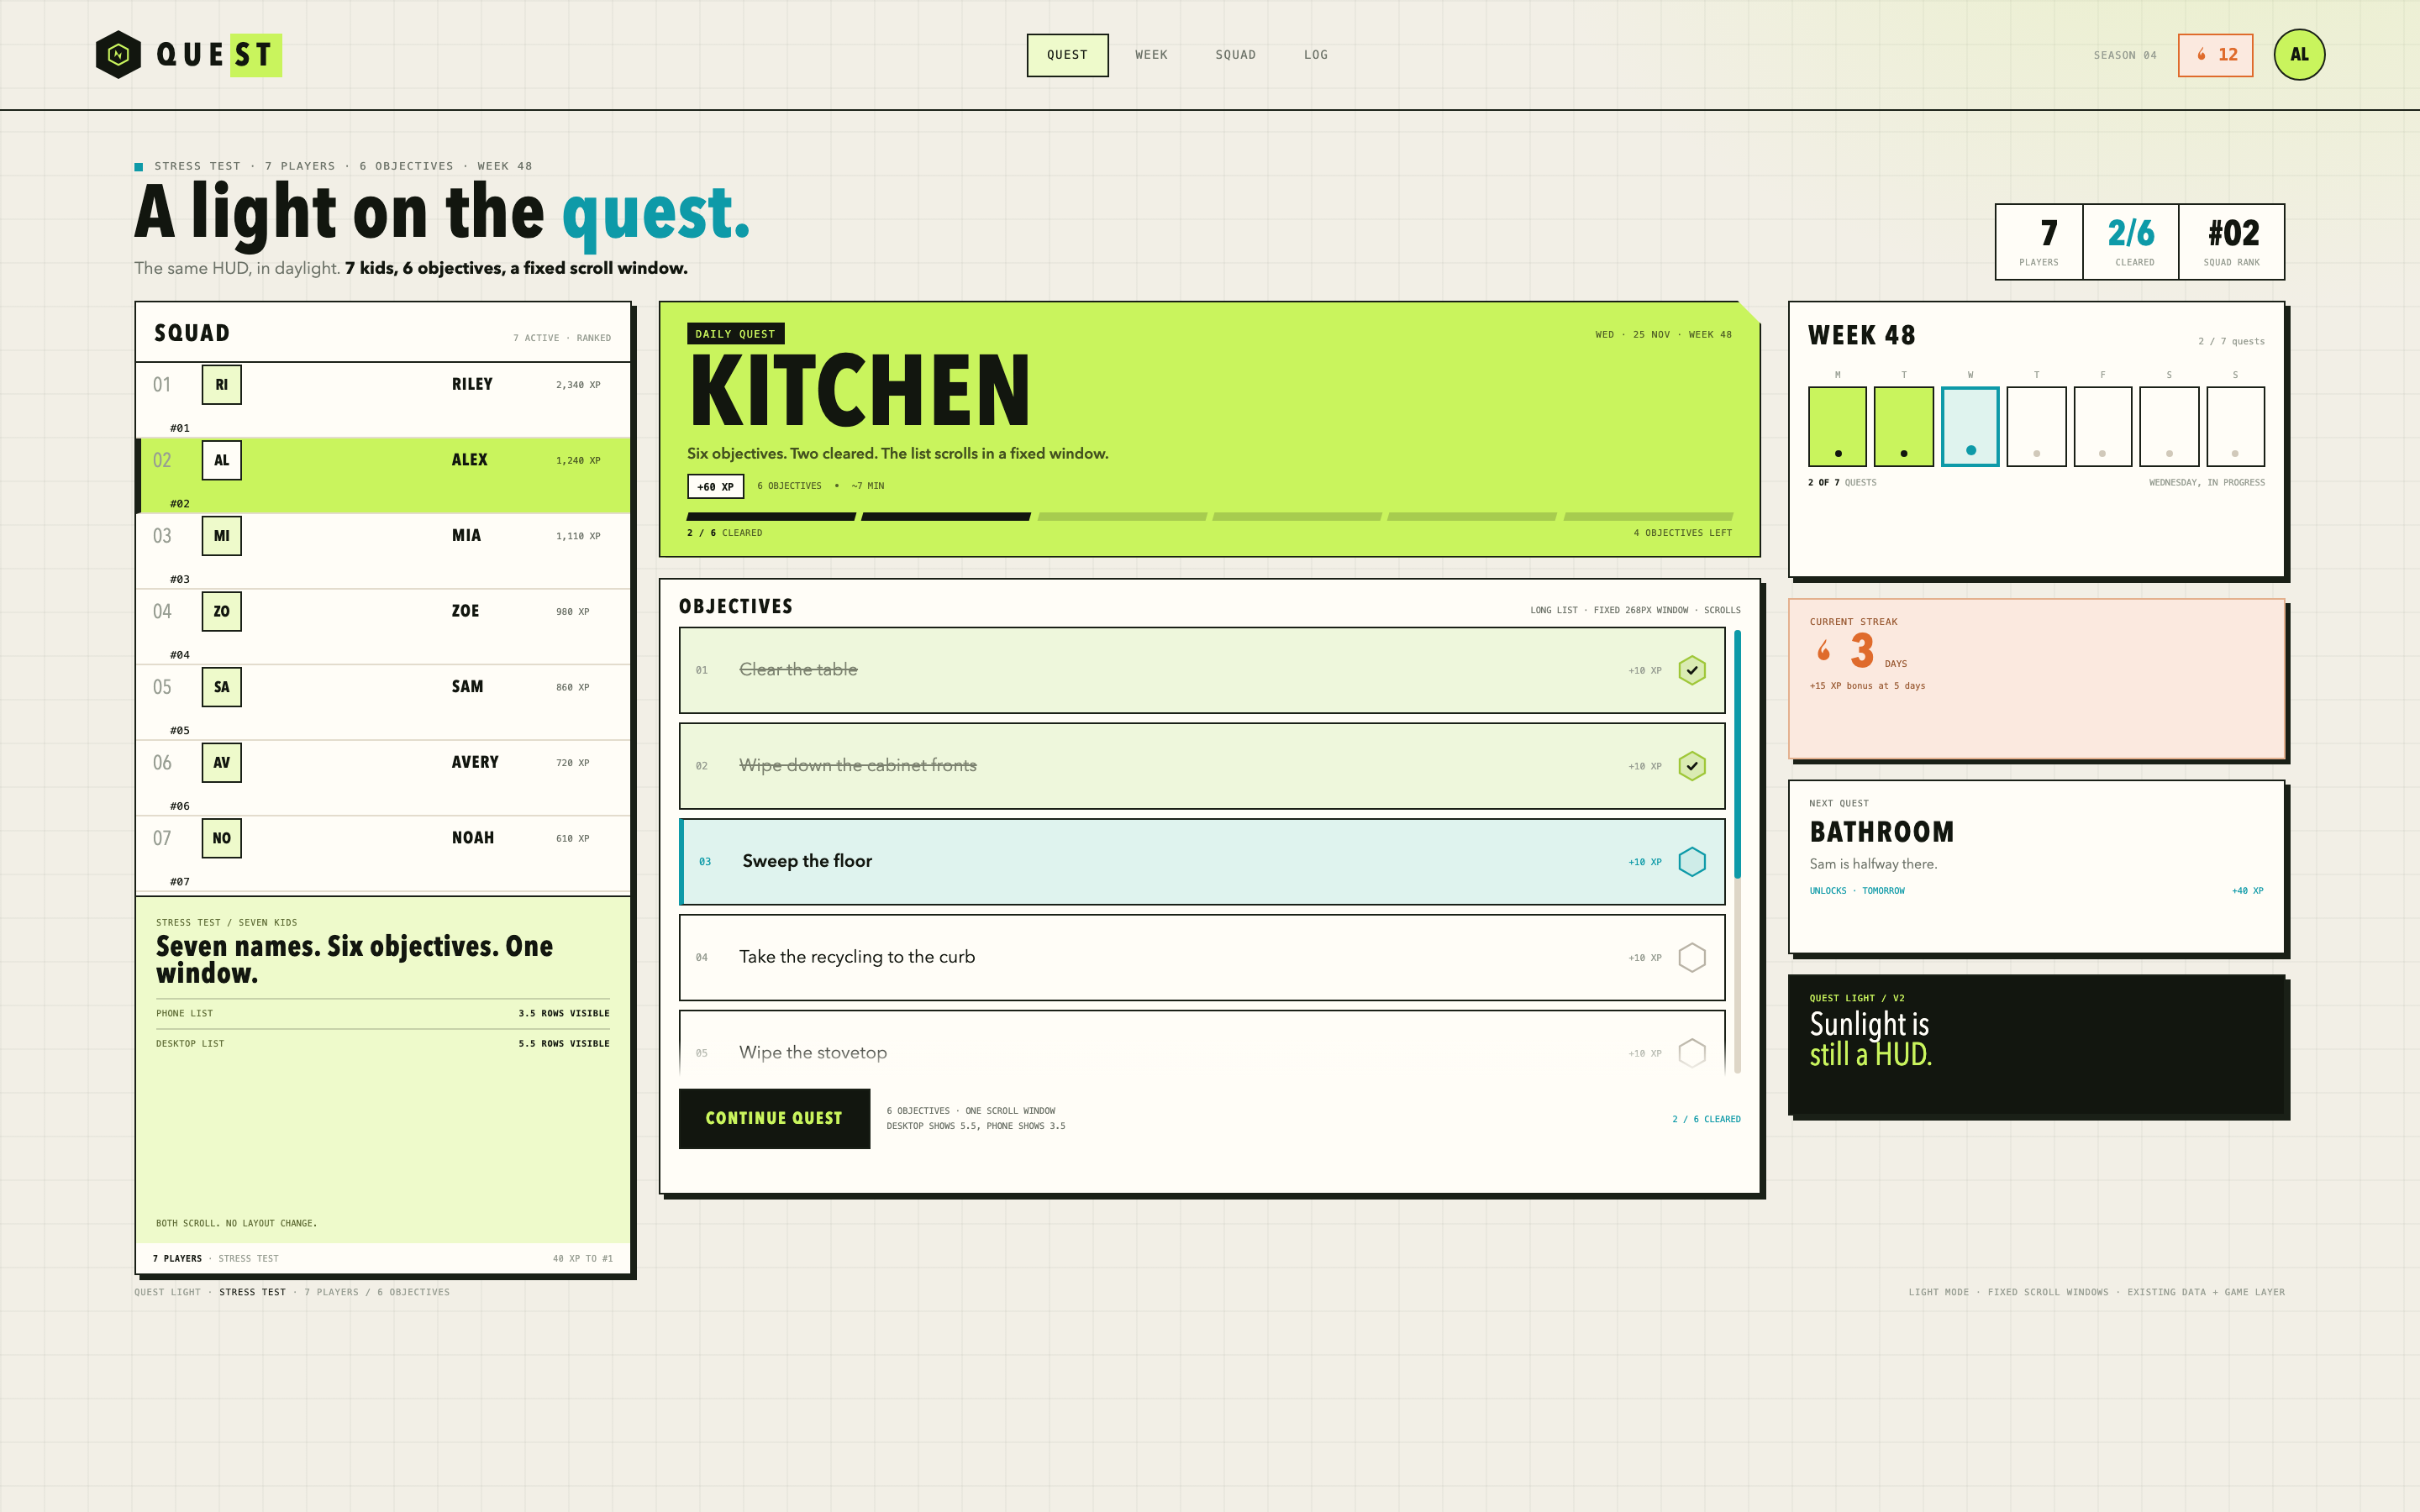 QUEST
QUEST
WEEK
SQUAD
LOG
SEASON 04
12
AL
STRESS TEST · 7 PLAYERS · 6 OBJECTIVES · WEEK 48
A light on the quest.
The same HUD, in daylight. 7 kids, 6 objectives, a fixed scroll window.
7
PLAYERS
2/6
CLEARED
#02
SQUAD RANK
SQUAD
7 ACTIVE · RANKED
01 RI RILEY 2,340 XP
#01
02 AL ALEX 1,240 XP
#02
03 MI MIA 1,110 XP
#03
04 ZO ZOE 980 XP
#04
05 SA SAM 860 XP
#05
06 AV AVERY 720 XP
#06
07 NO NOAH 610 XP
#07
STRESS TEST / SEVEN KIDS
Seven names. Six objectives. One
window.
PHONE LIST 3.5 ROWS VISIBLE
DESKTOP LIST 5.5 ROWS VISIBLE
BOTH SCROLL. NO LAYOUT CHANGE.
7 PLAYERS · STRESS TEST 40 XP TO #1
DAILY QUEST
WED · 25 NOV · WEEK 48
KITCHEN
Six objectives. Two cleared. The list scrolls in a fixed window.
+60 XP 6 OBJECTIVES • ~7 MIN
2 / 6 CLEARED 4 OBJECTIVES LEFT
OBJECTIVES
LONG LIST · FIXED 268PX WINDOW · SCROLLS
01 Clear the table +10 XP
02 Wipe down the cabinet fronts +10 XP
03 Sweep the floor +10 XP
04 Take the recycling to the curb +10 XP
05 Wipe the stovetop +10 XP
CONTINUE QUEST
6 OBJECTIVES · ONE SCROLL WINDOW
DESKTOP SHOWS 5.5, PHONE SHOWS 3.5
2 / 6 CLEARED
WEEK 48
2 / 7 quests
M T W T F S S
2 OF 7 QUESTS WEDNESDAY, IN PROGRESS
CURRENT STREAK
3 DAYS
+15 XP bonus at 5 days
NEXT QUEST
BATHROOM
Sam is halfway there.
UNLOCKS · TOMORROW +40 XP
QUEST LIGHT / V2
Sunlight is
still a HUD.
QUEST LIGHT · STRESS TEST · 7 PLAYERS / 6 OBJECTIVES
LIGHT MODE · FIXED SCROLL WINDOWS · EXISTING DATA + GAME LAYER